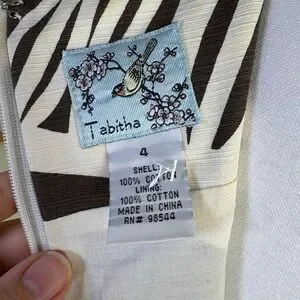 Tabitha
4
SHELL:
100% COTTON
LINING:
100% COTTON
MADE IN CHINA
RN# 98544